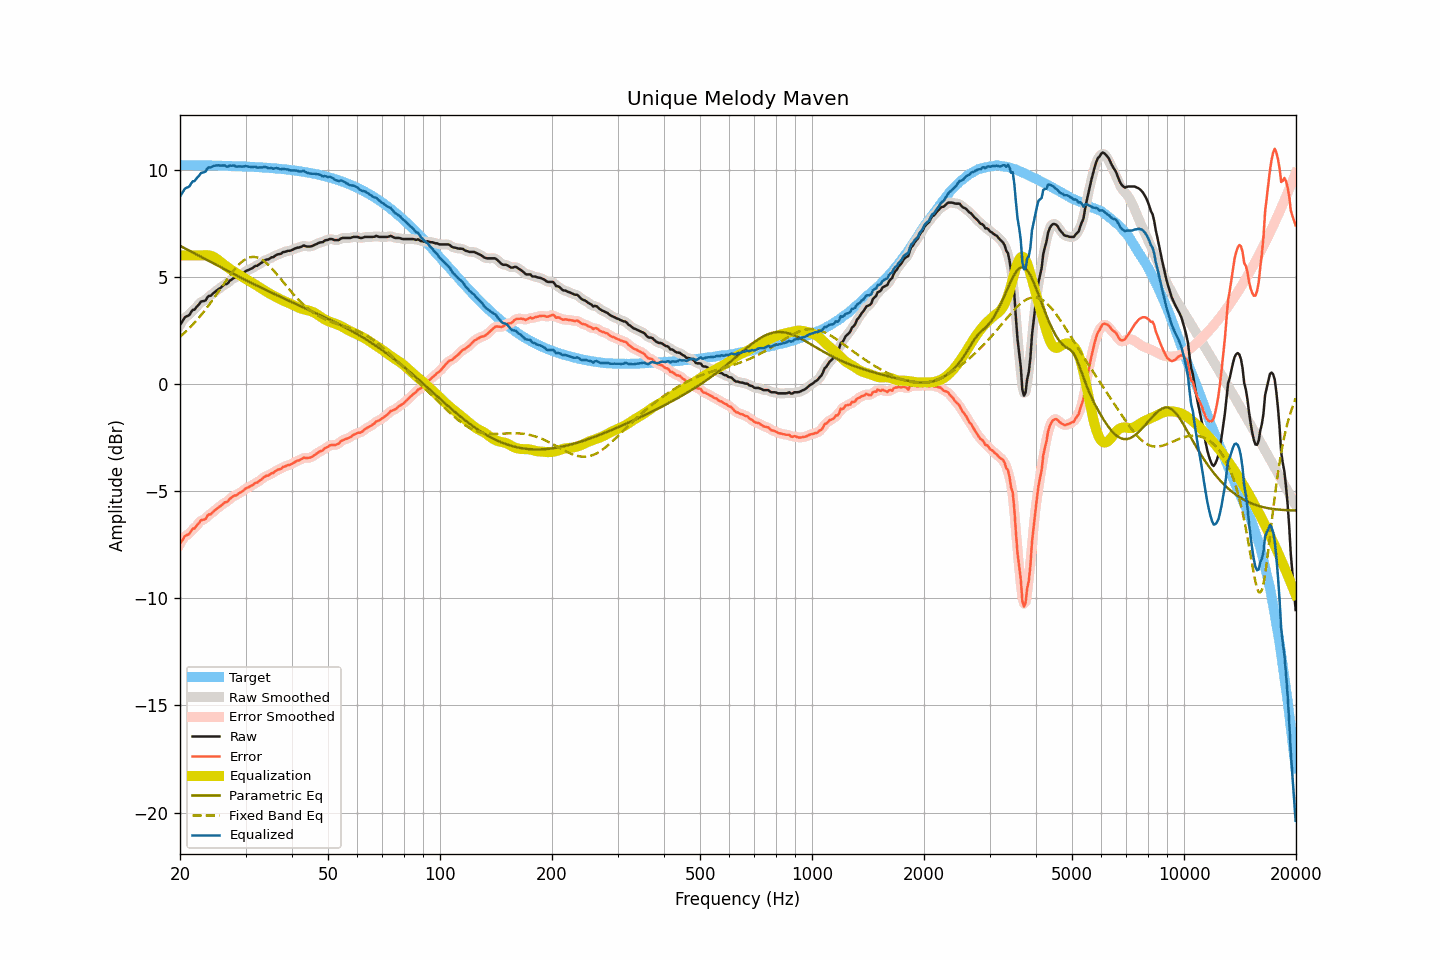 Unique Melody Maven
10
5
0
−5
−10
−15
−20
Amplitude (dBr)
Target
Raw Smoothed
Error Smoothed
Raw
Error
Equalization
Parametric Eq
Fixed Band Eq
Equalized
20 50 100 200 500 1000 2000 5000 10000 20000
Frequency (Hz)